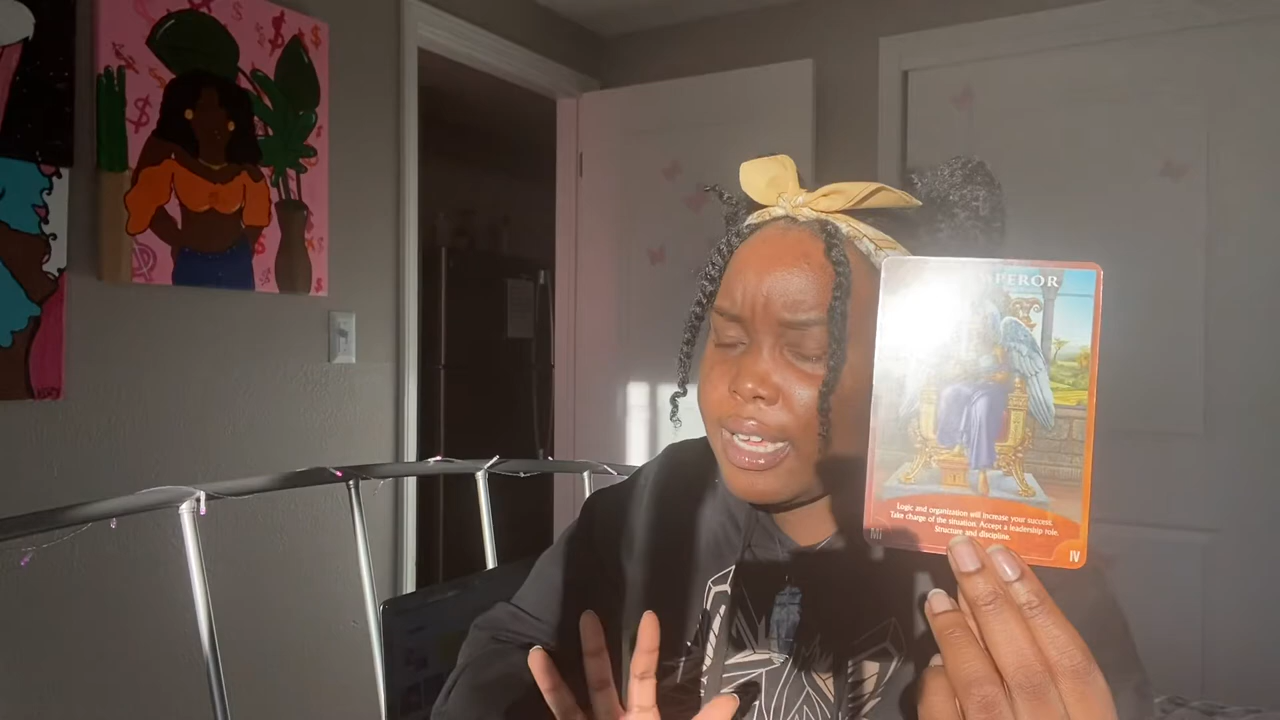 Logic and organization will increase your success.
Take charge of the situation. Accept a leadership role.
Structure and discipline.
IV